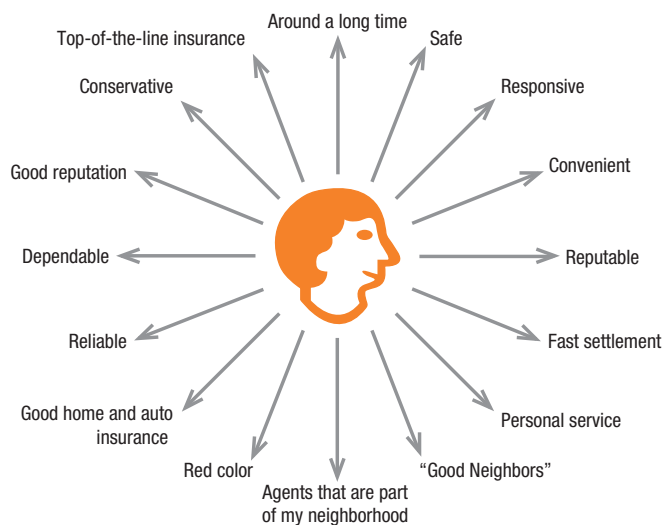 Around a long time
Top-of-the-line insurance
Safe
Conservative
Responsive
Good reputation
Convenient
Dependable
Reputable
Reliable
Fast settlement
Good home and auto
insurance
Personal service
Red color
“Good Neighbors”
Agents that are part
of my neighborhood